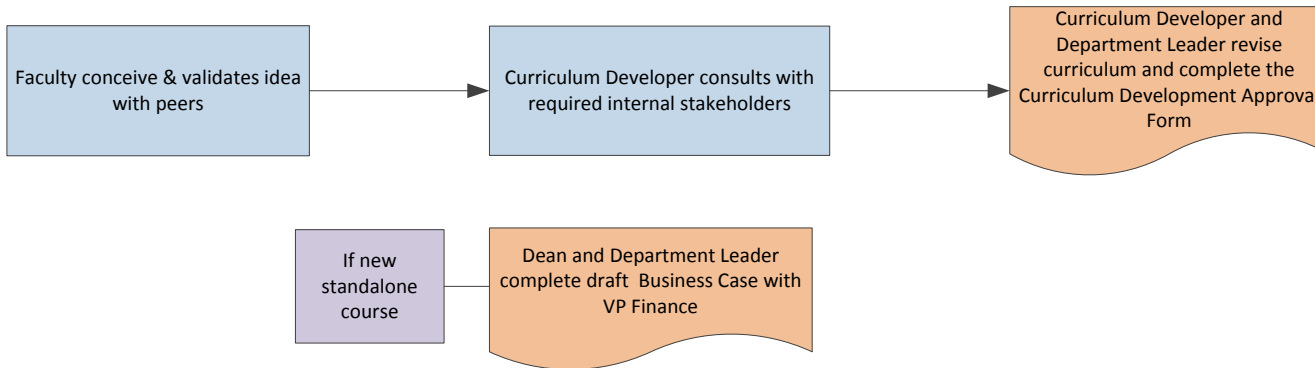 Faculty conceive & validates idea
with peers
Curriculum Developer consults with
required internal stakeholders
Curriculum Developer and
Department Leader revise
curriculum and complete the
Curriculum Development Approva
Form
If new
standalone
course
Dean and Department Leader
complete draft Business Case with
VP Finance